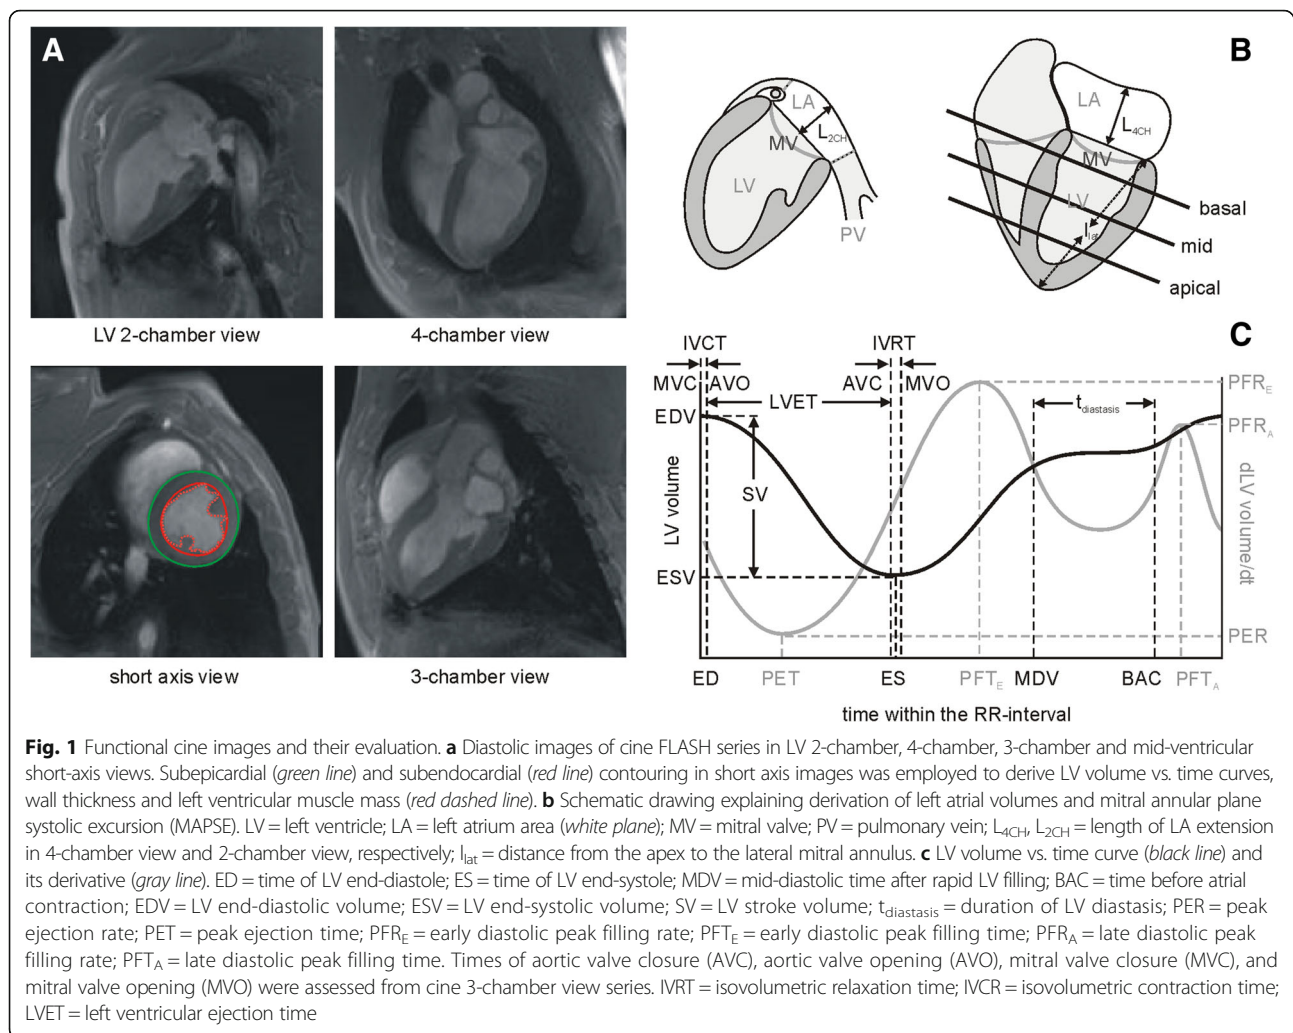 A
LV 2-chamber view
4-chamber view
short axis view
3-chamber view
B
LA
L2CH
MV
LV
PV
LA
L4CH
MV
LV
llat
basal
mid
apical
C
IVCT
IVRT
MVC AVO
AVC MVO
PFRE
LVET
tdiastasis
EDV
PFRA
LV volume
SV
dLV volume/dt
ESV
PER
ED PET ES PFTE MDV BAC PFTA
time within the RR-interval
Fig. 1 Functional cine images and their evaluation. a Diastolic images of cine FLASH series in LV 2-chamber, 4-chamber, 3-chamber and mid-ventricular
short-axis views. Subepicardial (green line) and subendocardial (red line) contouring in short axis images was employed to derive LV volume vs. time curves,
wall thickness and left ventricular muscle mass (red dashed line). b Schematic drawing explaining derivation of left atrial volumes and mitral annular plane
systolic excursion (MAPSE). LV = left ventricle; LA = left atrium area (white plane); MV = mitral valve; PV = pulmonary vein; L4CH, L2CH = length of LA extension
in 4-chamber view and 2-chamber view, respectively; llat = distance from the apex to the lateral mitral annulus. c LV volume vs. time curve (black line) and
its derivative (gray line). ED = time of LV end-diastole; ES = time of LV end-systole; MDV = mid-diastolic time after rapid LV filling; BAC = time before atrial
contraction; EDV = LV end-diastolic volume; ESV = LV end-systolic volume; SV = LV stroke volume; tdiastasis = duration of LV diastasis; PER = peak
ejection rate; PET = peak ejection time; PFRE = early diastolic peak filling rate; PFTE = early diastolic peak filling time; PFRA = late diastolic peak
filling rate; PFTA = late diastolic peak filling time. Times of aortic valve closure (AVC), aortic valve opening (AVO), mitral valve closure (MVC), and
mitral valve opening (MVO) were assessed from cine 3-chamber view series. IVRT = isovolumetric relaxation time; IVCR = isovolumetric contraction time;
LVET = left ventricular ejection time